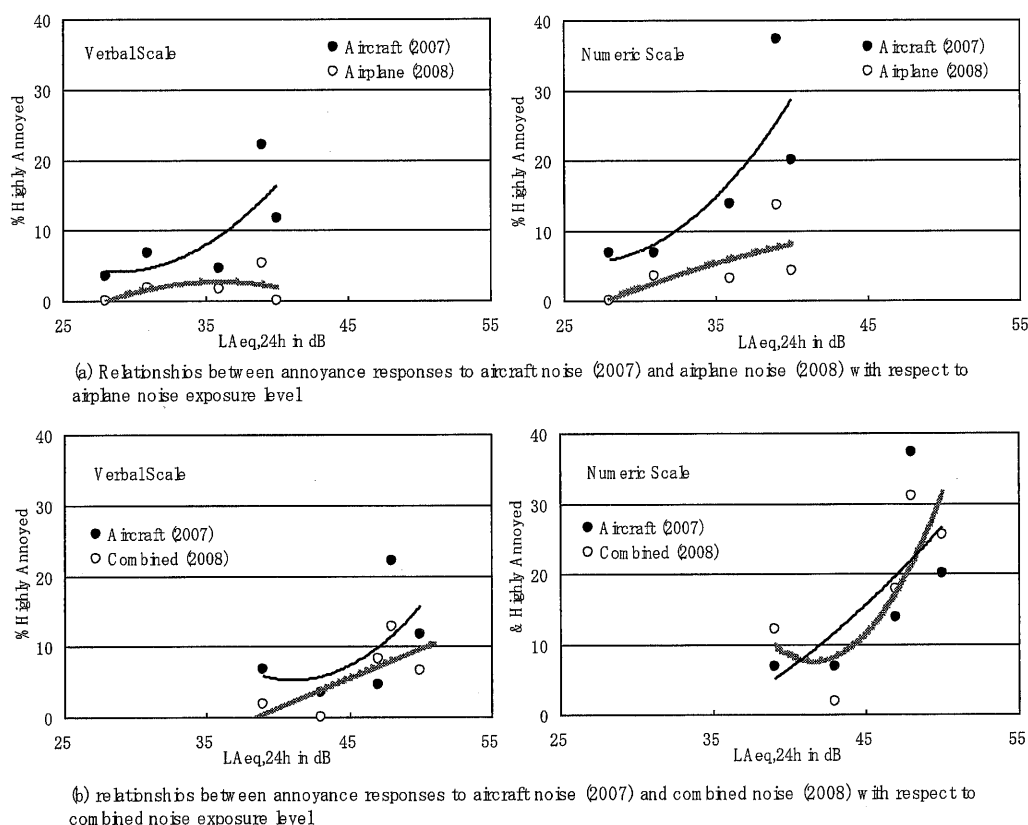 40
30
20
10
0
% Highly Annoyed
Verbal Scale
Aircraft (2007)
Airplane (2008)
25 35 45 55
LAeq,24h in dB
40
30
20
10
0
% Highly Annoyed
Numeric Scale
Aircraft (2007)
Airplane (2008)
25 35 45 55
LAeq,24h in dB
(a) Relationships between annoyance responses to aircraft noise (2007) and airplane noise (2008) with respect to
airplane noise exposure level
40
30
20
10
0
% Highly Annoyed
Verbal Scale
Aircraft (2007)
Combined (2008)
25 35 45 55
LAeq,24h in dB
40
30
20
10
0
& Highly Annoyed
Numeric Scale
Aircraft (2007)
Combined (2008)
25 35 45 55
LAeq,24h in dB
(b) relationships between annoyance responses to aircraft noise (2007) and combined noise (2008) with respect to
combined noise exposure level